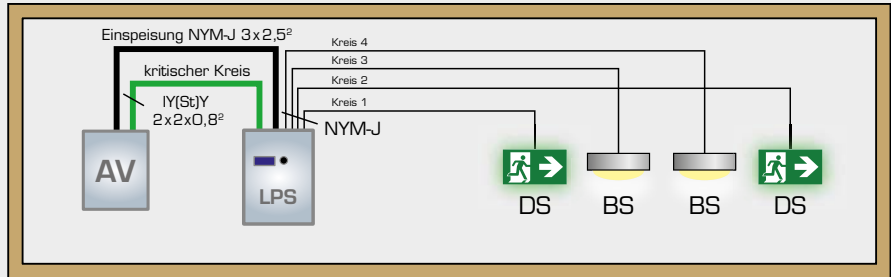 Einspeisung NYM-J 3x2,5²
kritischer Kreis
IY(St)Y
2x2x0,8²
Kreis 4
Kreis 3
Kreis 2
Kreis 1
NYM-J
AV
LPS
DS
BS
BS
DS